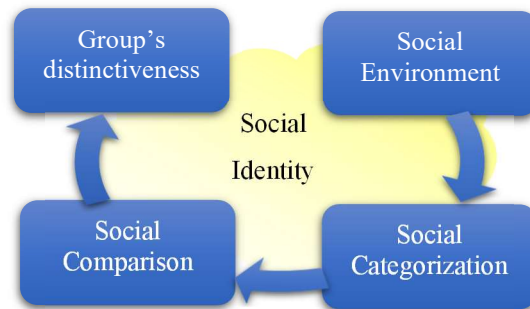 Group's
distinctiveness
Social
Environment
Social
Identity
Social
Comparison
Social
Categorization